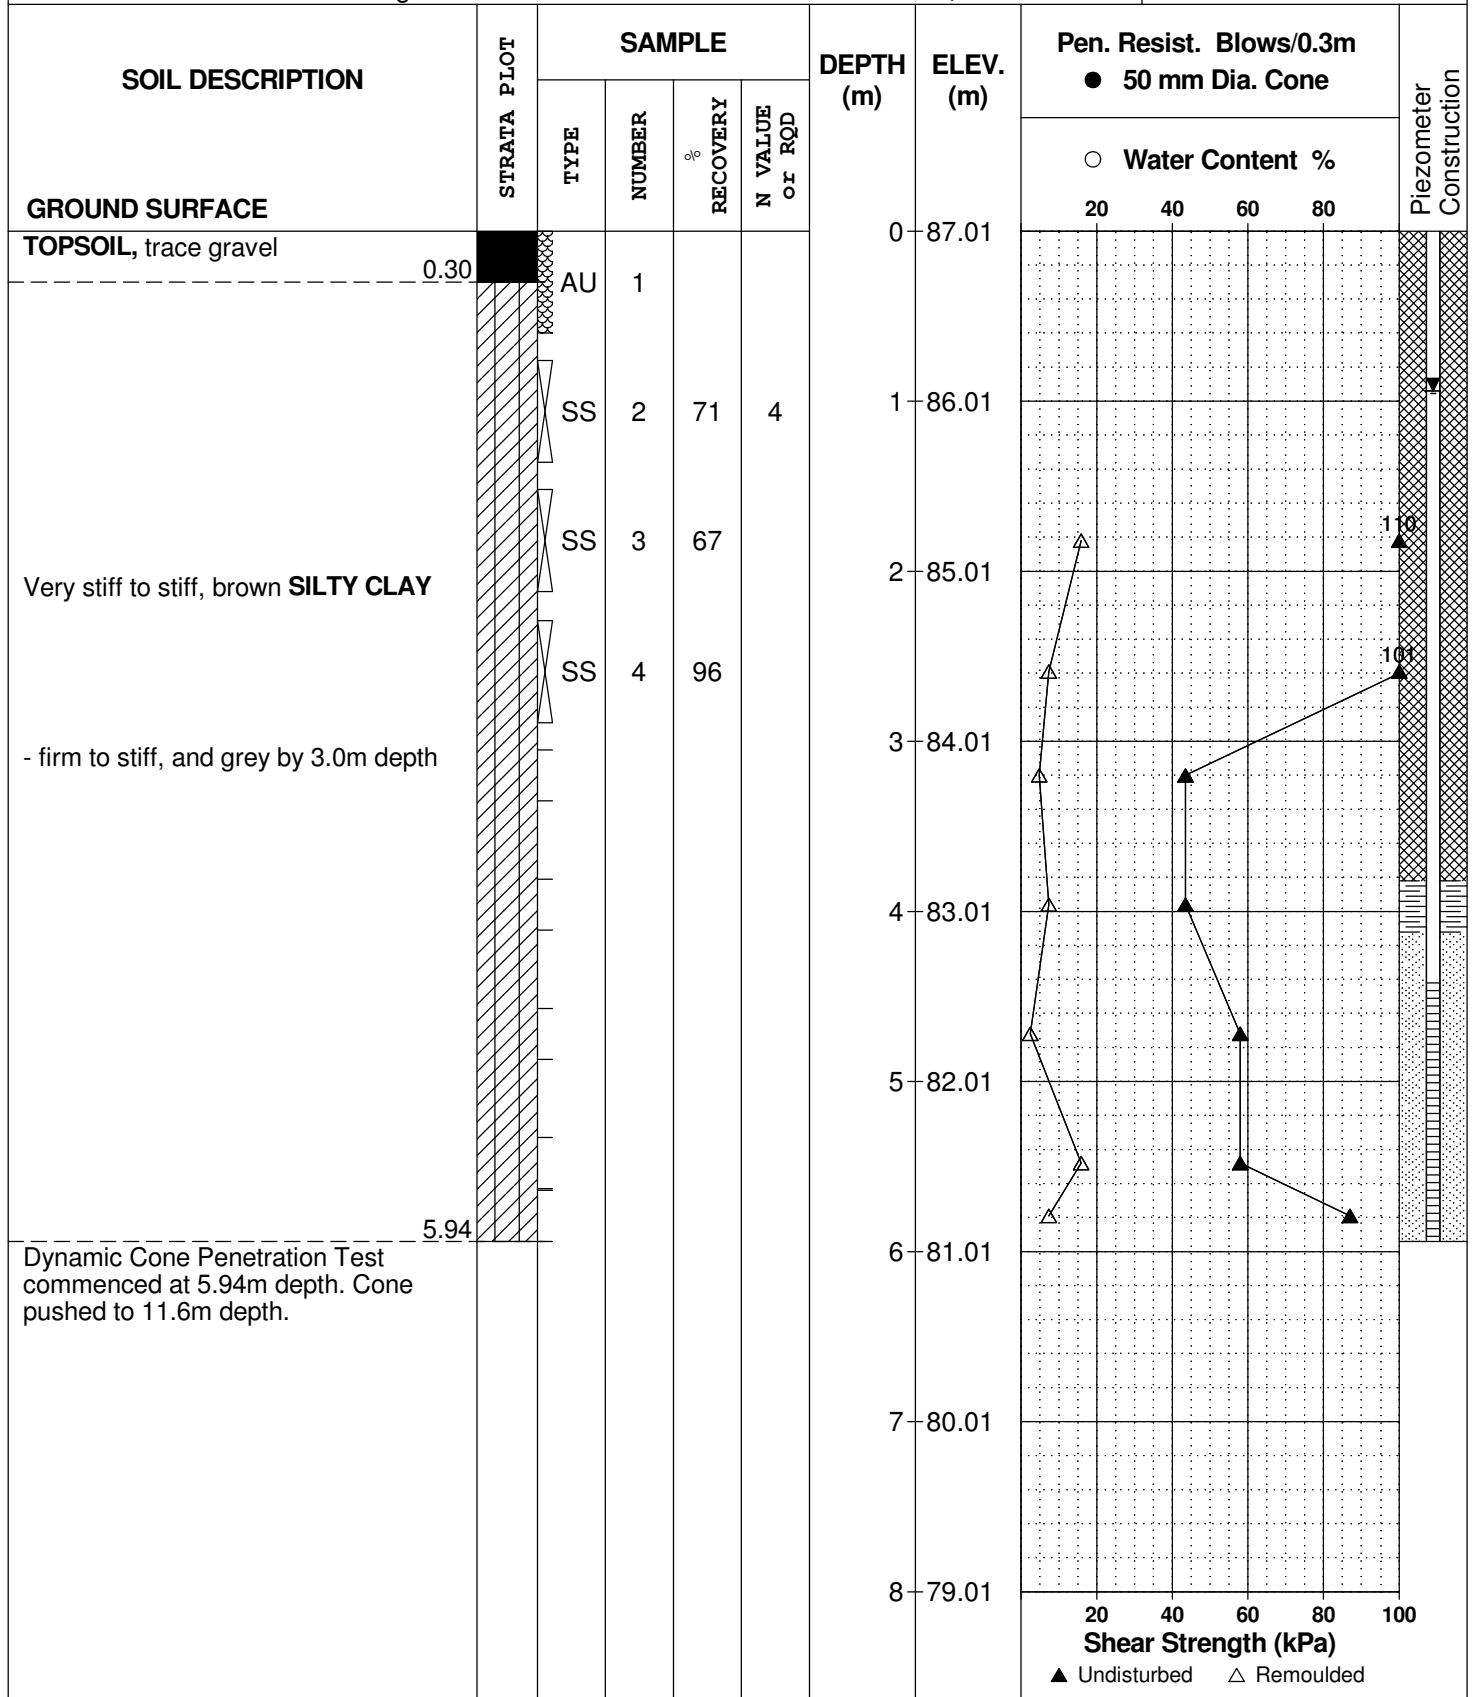 SOIL DESCRIPTION
GROUND SURFACE
STRATA PLOT
SAMPLE
TYPE
NUMBER
%
RECOVERY
N VALUE
or RQD
DEPTH
(m)
ELEV.
(m)
Pen. Resist. Blows/0.3m
● 50 mm Dia. Cone
○ Water Content %
20 40 60 80
Piezometer
Construction
0 87.01
TOPSOIL, trace gravel
0.30
AU 1
1 86.01
SS 2 71 4
110
SS 3 67
2 85.01
Very stiff to stiff, brown SILTY CLAY
101
SS 4 96
3 84.01
- firm to stiff, and grey by 3.0m depth
4 83.01
5 82.01
5.94
6 81.01
Dynamic Cone Penetration Test
commenced at 5.94m depth. Cone
pushed to 11.6m depth.
7 80.01
8 79.01
20 40 60 80 100
Shear Strength (kPa)
▲ Undisturbed △ Remoulded